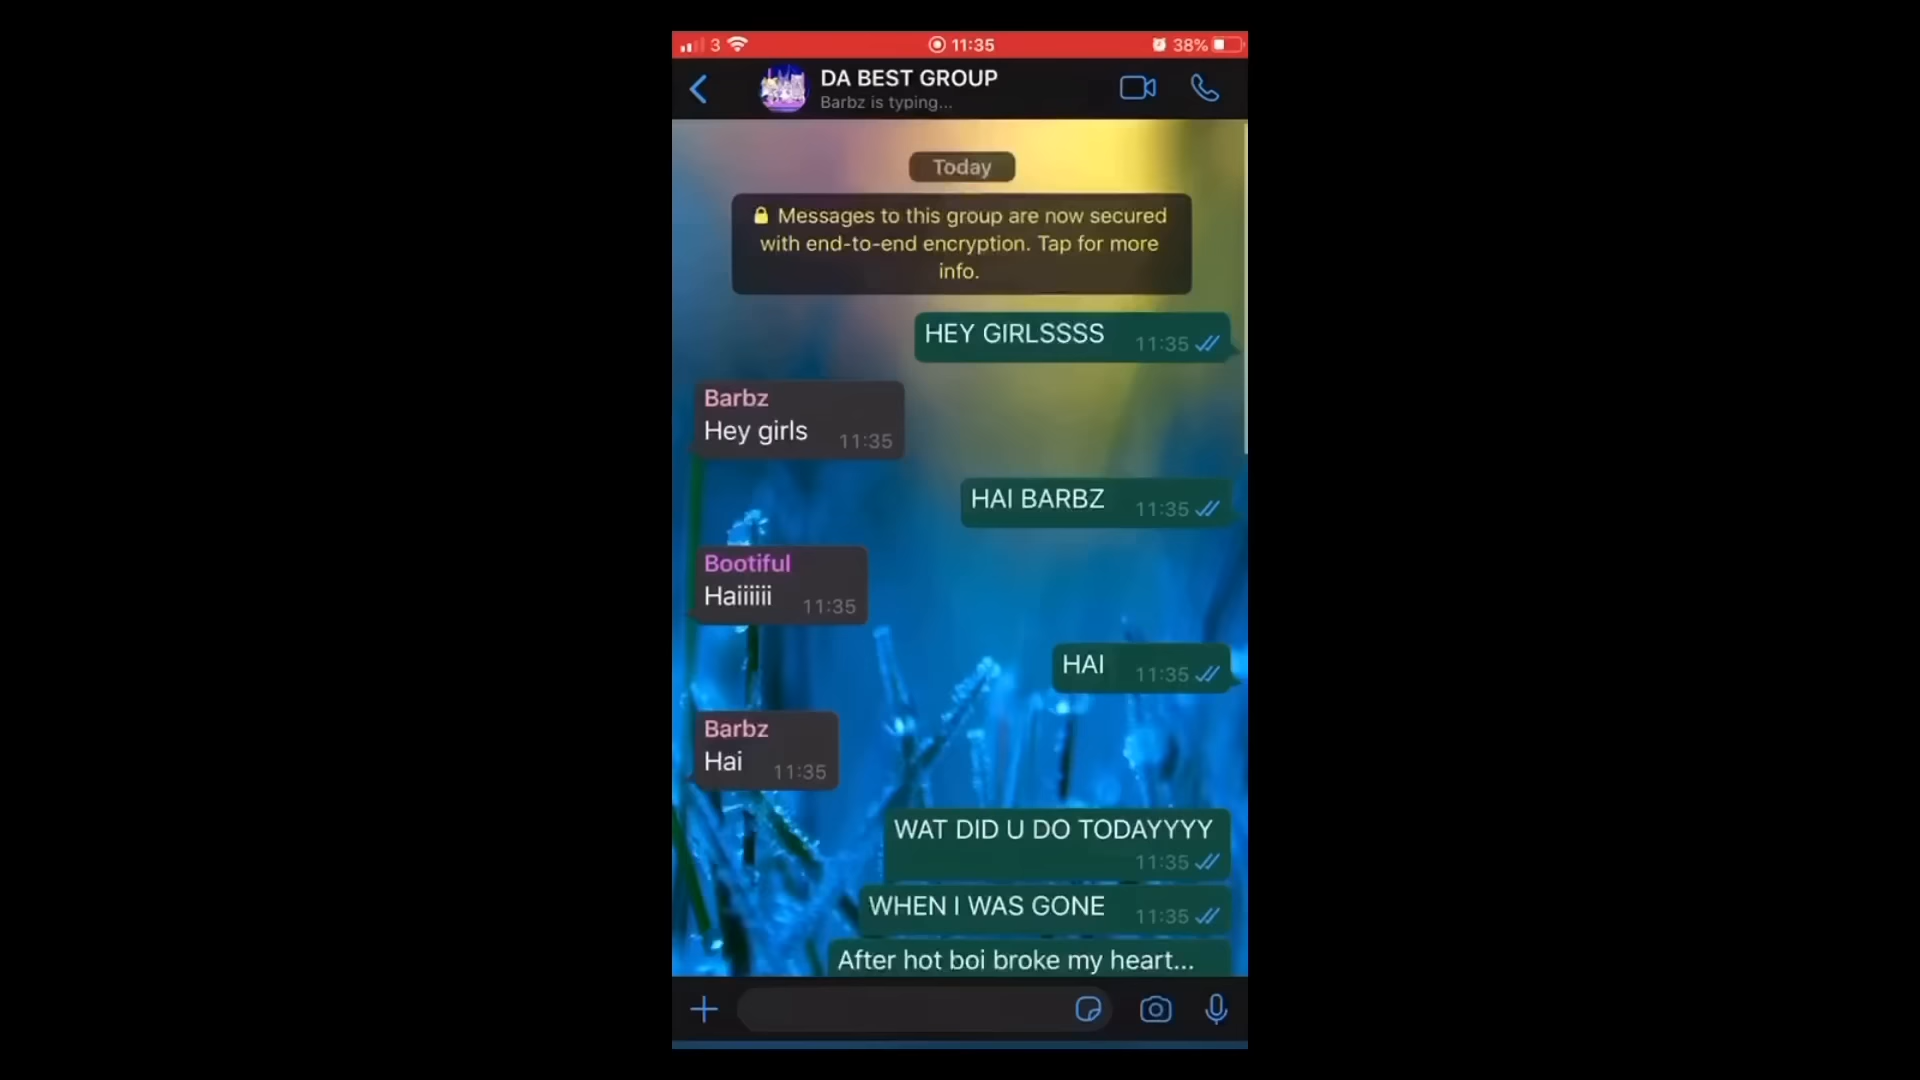 3 11:35 38%
DA BEST GROUP
Barbz is typing...
Today
Messages to this group are now secured
with end-to-end encryption. Tap for more
info.
HEY GIRLSSSS 11:35
Barbz
Hey girls 11:35
HAI BARBZ 11:35
Bootiful
Haiiiiiii 11:35
HAI 11:35
Barbz
Hai 11:35
WAT DID U DO TODAYYYY
11:35
WHEN I WAS GONE 11:35
After hot boi broke my heart...